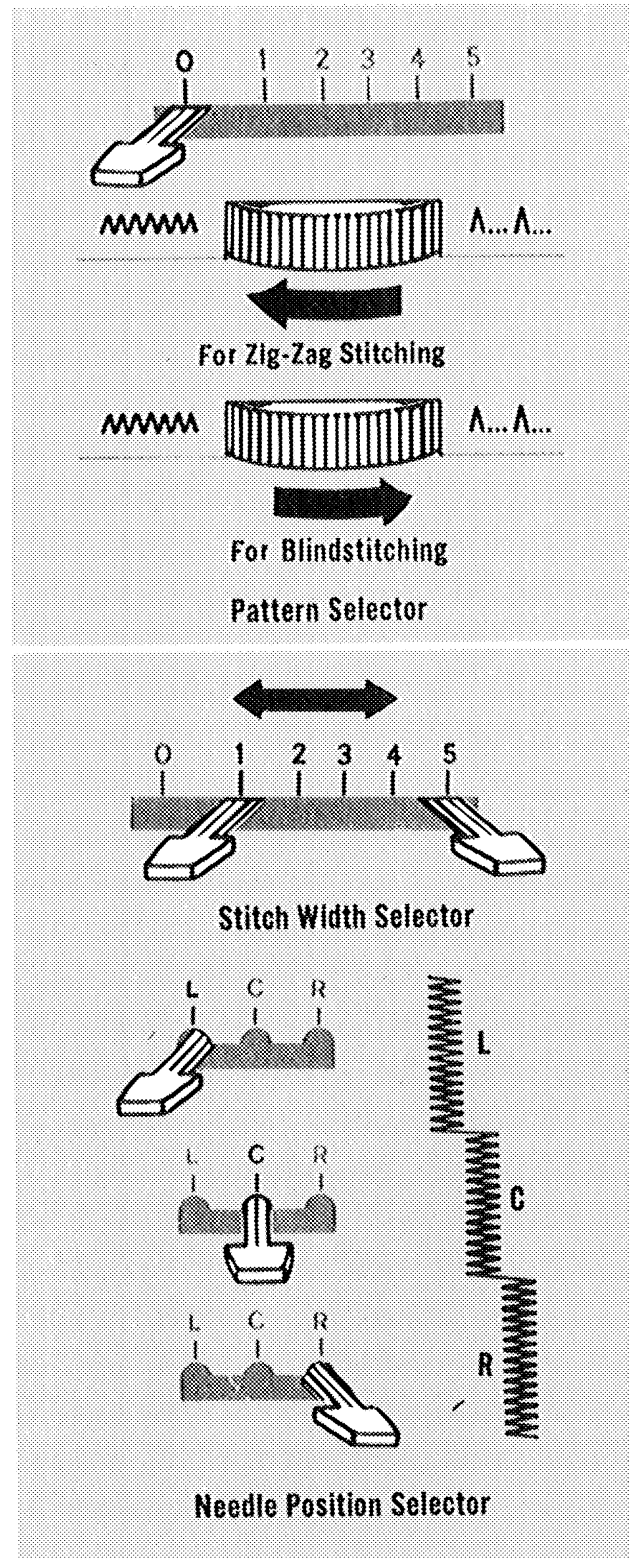 0 1 2 3 4 5
For Zig-Zag Stitching
For Blindstitching
Pattern Selector
0 1 2 3 4 5
Stitch Width Selector
L C R
L
L C R
C
L C R
R
Needle Position Selector